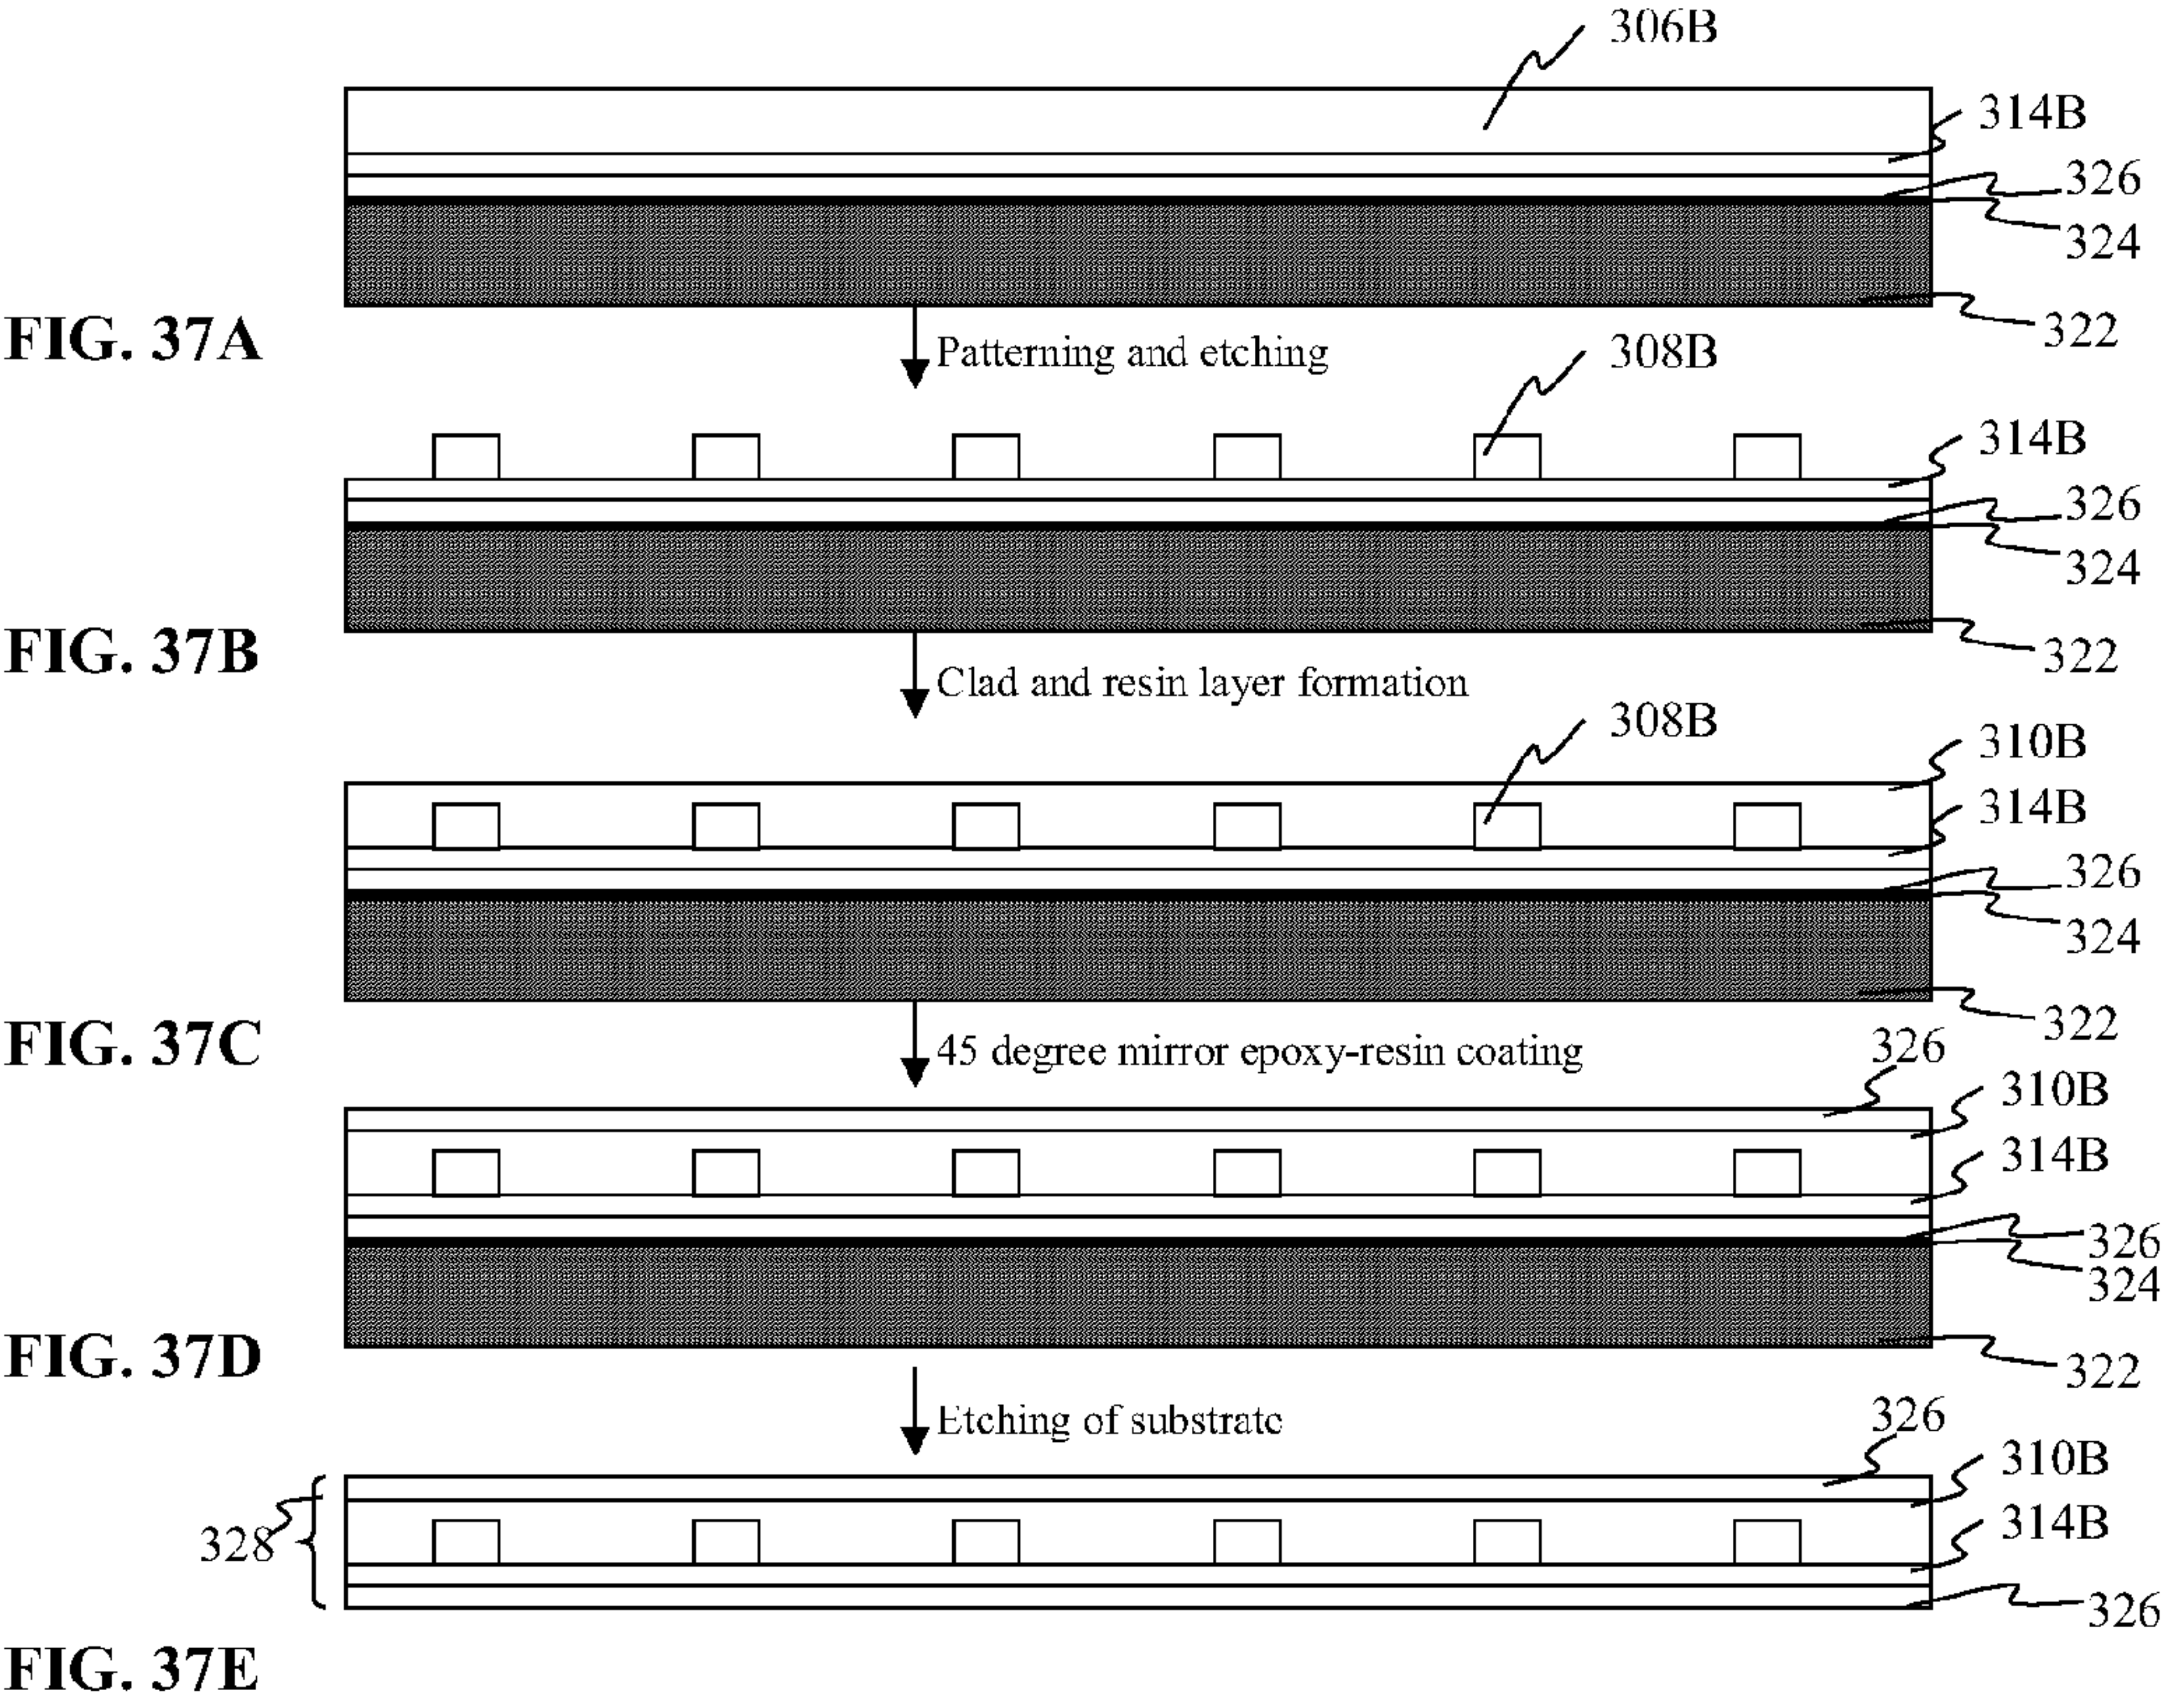 306B
314B
326
324
322
FIG. 37A
Patterning and etching
308B
314B
326
324
322
FIG. 37B
Clad and resin layer formation
308B
310B
314B
326
324
322
FIG. 37C
45 degree mirror epoxy-resin coating
326
310B
314B
326
324
322
FIG. 37D
Etching of substrate
326
310B
314B
328
326
FIG. 37E